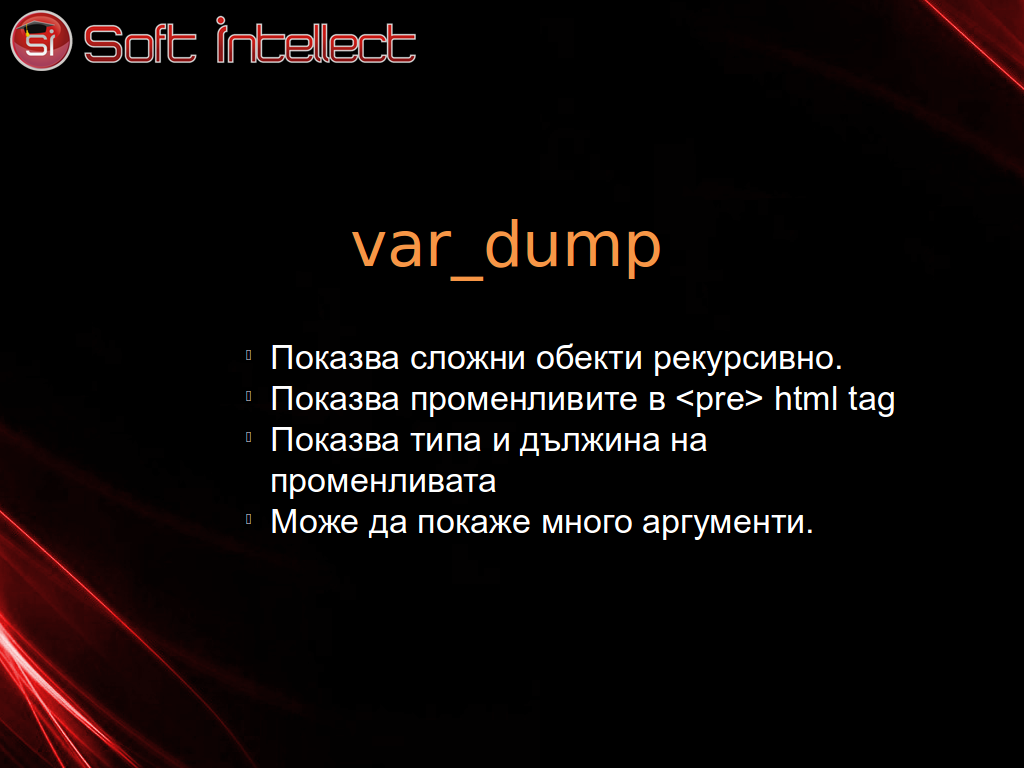 Si Soft Intellect
var_dump
Показва сложни обекти рекурсивно.
Показва променливите в <pre> html tag
Показва типа и дължина на
променливата
Може да покаже много аргументи.